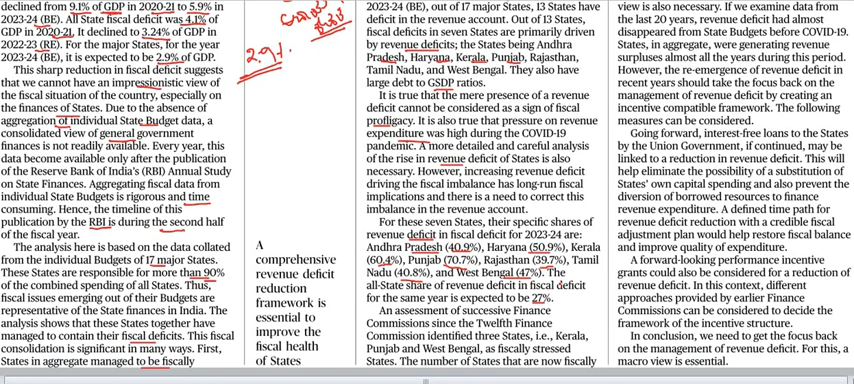 declined from 9.1% of GDP in 2020-21 to 5.9% in
2023-24 (BE). All State fiscal deficit was 4.1% of
GDP in 2020-21. It declined to 3.24% of GDP in
2022-23 (RE). For the major States, for the year
2023-24 (BE), it is expected to be 2.9% of GDP.
This sharp reduction in fiscal deficit suggests
that we cannot have an impressionistic view of
the fiscal situation of the country, especially on
the finances of States. Due to the absence of
aggregation of individual State Budget data, a
consolidated view of general government
finances is not readily available. Every year, this
data become available only after the publication
of the Reserve Bank of India's (RBI) Annual Study
on State Finances. Aggregating fiscal data from
individual State Budgets is rigorous and time
consuming. Hence, the timeline of this
publication by the RBI is during the second half
of the fiscal year.
The analysis here is based on the data collated
from the individual Budgets of 17 major States.
These States are responsible for more than 90%
of the combined spending of all States. Thus,
fiscal issues emerging out of their Budgets are
representative of the State finances in India. The
analysis shows that these States together have
managed to contain their fiscal deficits. This fiscal
consolidation is significant in many ways. First,
States in aggregate managed to be fiscally
2.9%
A
comprehensive
revenue deficit
reduction
framework is
essential to
improve the
fiscal health
of States
2023-24 (BE), out of 17 major States, 13 States have
deficit in the revenue account. Out of 13 States,
fiscal deficits in seven States are primarily driven
by revenue deficits; the States being Andhra
Pradesh, Haryana, Kerala, Punjab, Rajasthan,
Tamil Nadu, and West Bengal. They also have
large debt to GSDP ratios.
It is true that the mere presence of a revenue
deficit cannot be considered as a sign of fiscal
profligacy. It is also true that pressure on revenue
expenditure was high during the COVID-19
pandemic. A more detailed and careful analysis
of the rise in revenue deficit of States is also
necessary. However, increasing revenue deficit
driving the fiscal imbalance has long-run fiscal
implications and there is a need to correct this
imbalance in the revenue account.
For these seven States, their specific shares of
revenue deficit in fiscal deficit for 2023-24 are:
Andhra Pradesh (40.9%), Haryana (50.9%), Kerala
(60.4%), Punjab (70.7%), Rajasthan (39.7%), Tamil
Nadu (40.8%), and West Bengal (47%). The
all-State share of revenue deficit in fiscal deficit
for the same year is expected to be 27%.
An assessment of successive Finance
Commissions since the Twelfth Finance
Commission identified three States, i.e., Kerala,
Punjab and West Bengal, as fiscally stressed
States. The number of States that are now fiscally
view is also necessary. If we examine data from
the last 20 years, revenue deficit had almost
disappeared from State Budgets before COVID-19.
States, in aggregate, were generating revenue
surpluses almost all the years during this period.
However, the re-emergence of revenue deficit in
recent years should take the focus back on the
management of revenue deficit by creating an
incentive compatible framework. The following
measures can be considered.
Going forward, interest-free loans to the States
by the Union Government, if continued, may be
linked to a reduction in revenue deficit. This will
help eliminate the possibility of a substitution of
States' own capital spending and also prevent the
diversion of borrowed resources to finance
revenue expenditure. A defined time path for
revenue deficit reduction with a credible fiscal
adjustment plan would help restore fiscal balance
and improve quality of expenditure.
A forward-looking performance incentive
grants could also be considered for a reduction of
revenue deficit. In this context, different
approaches provided by earlier Finance
Commissions can be considered to decide the
framework of the incentive structure.
In conclusion, we need to get the focus back
on the management of revenue deficit. For this, a
macro view is essential.